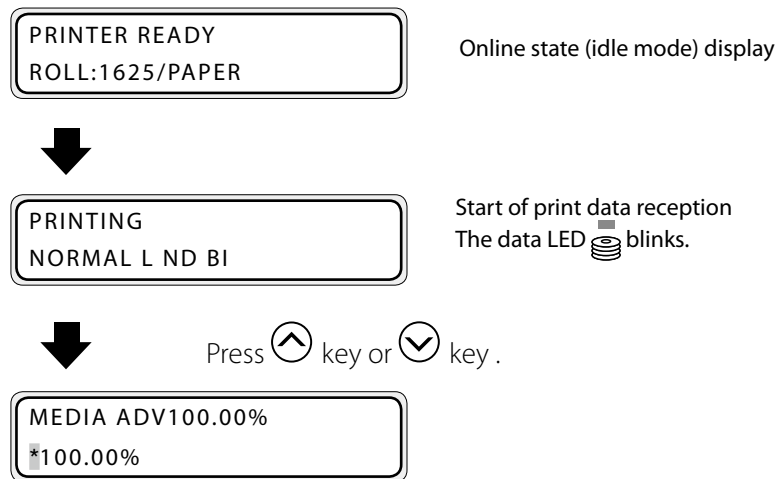 PRINTER READY
ROLL:1625/PAPER
Online state (idle mode) display
PRINTING
NORMAL L ND BI
Start of print data reception
The data LED blinks.
Press key or key .
MEDIA ADV100.00%
*100.00%